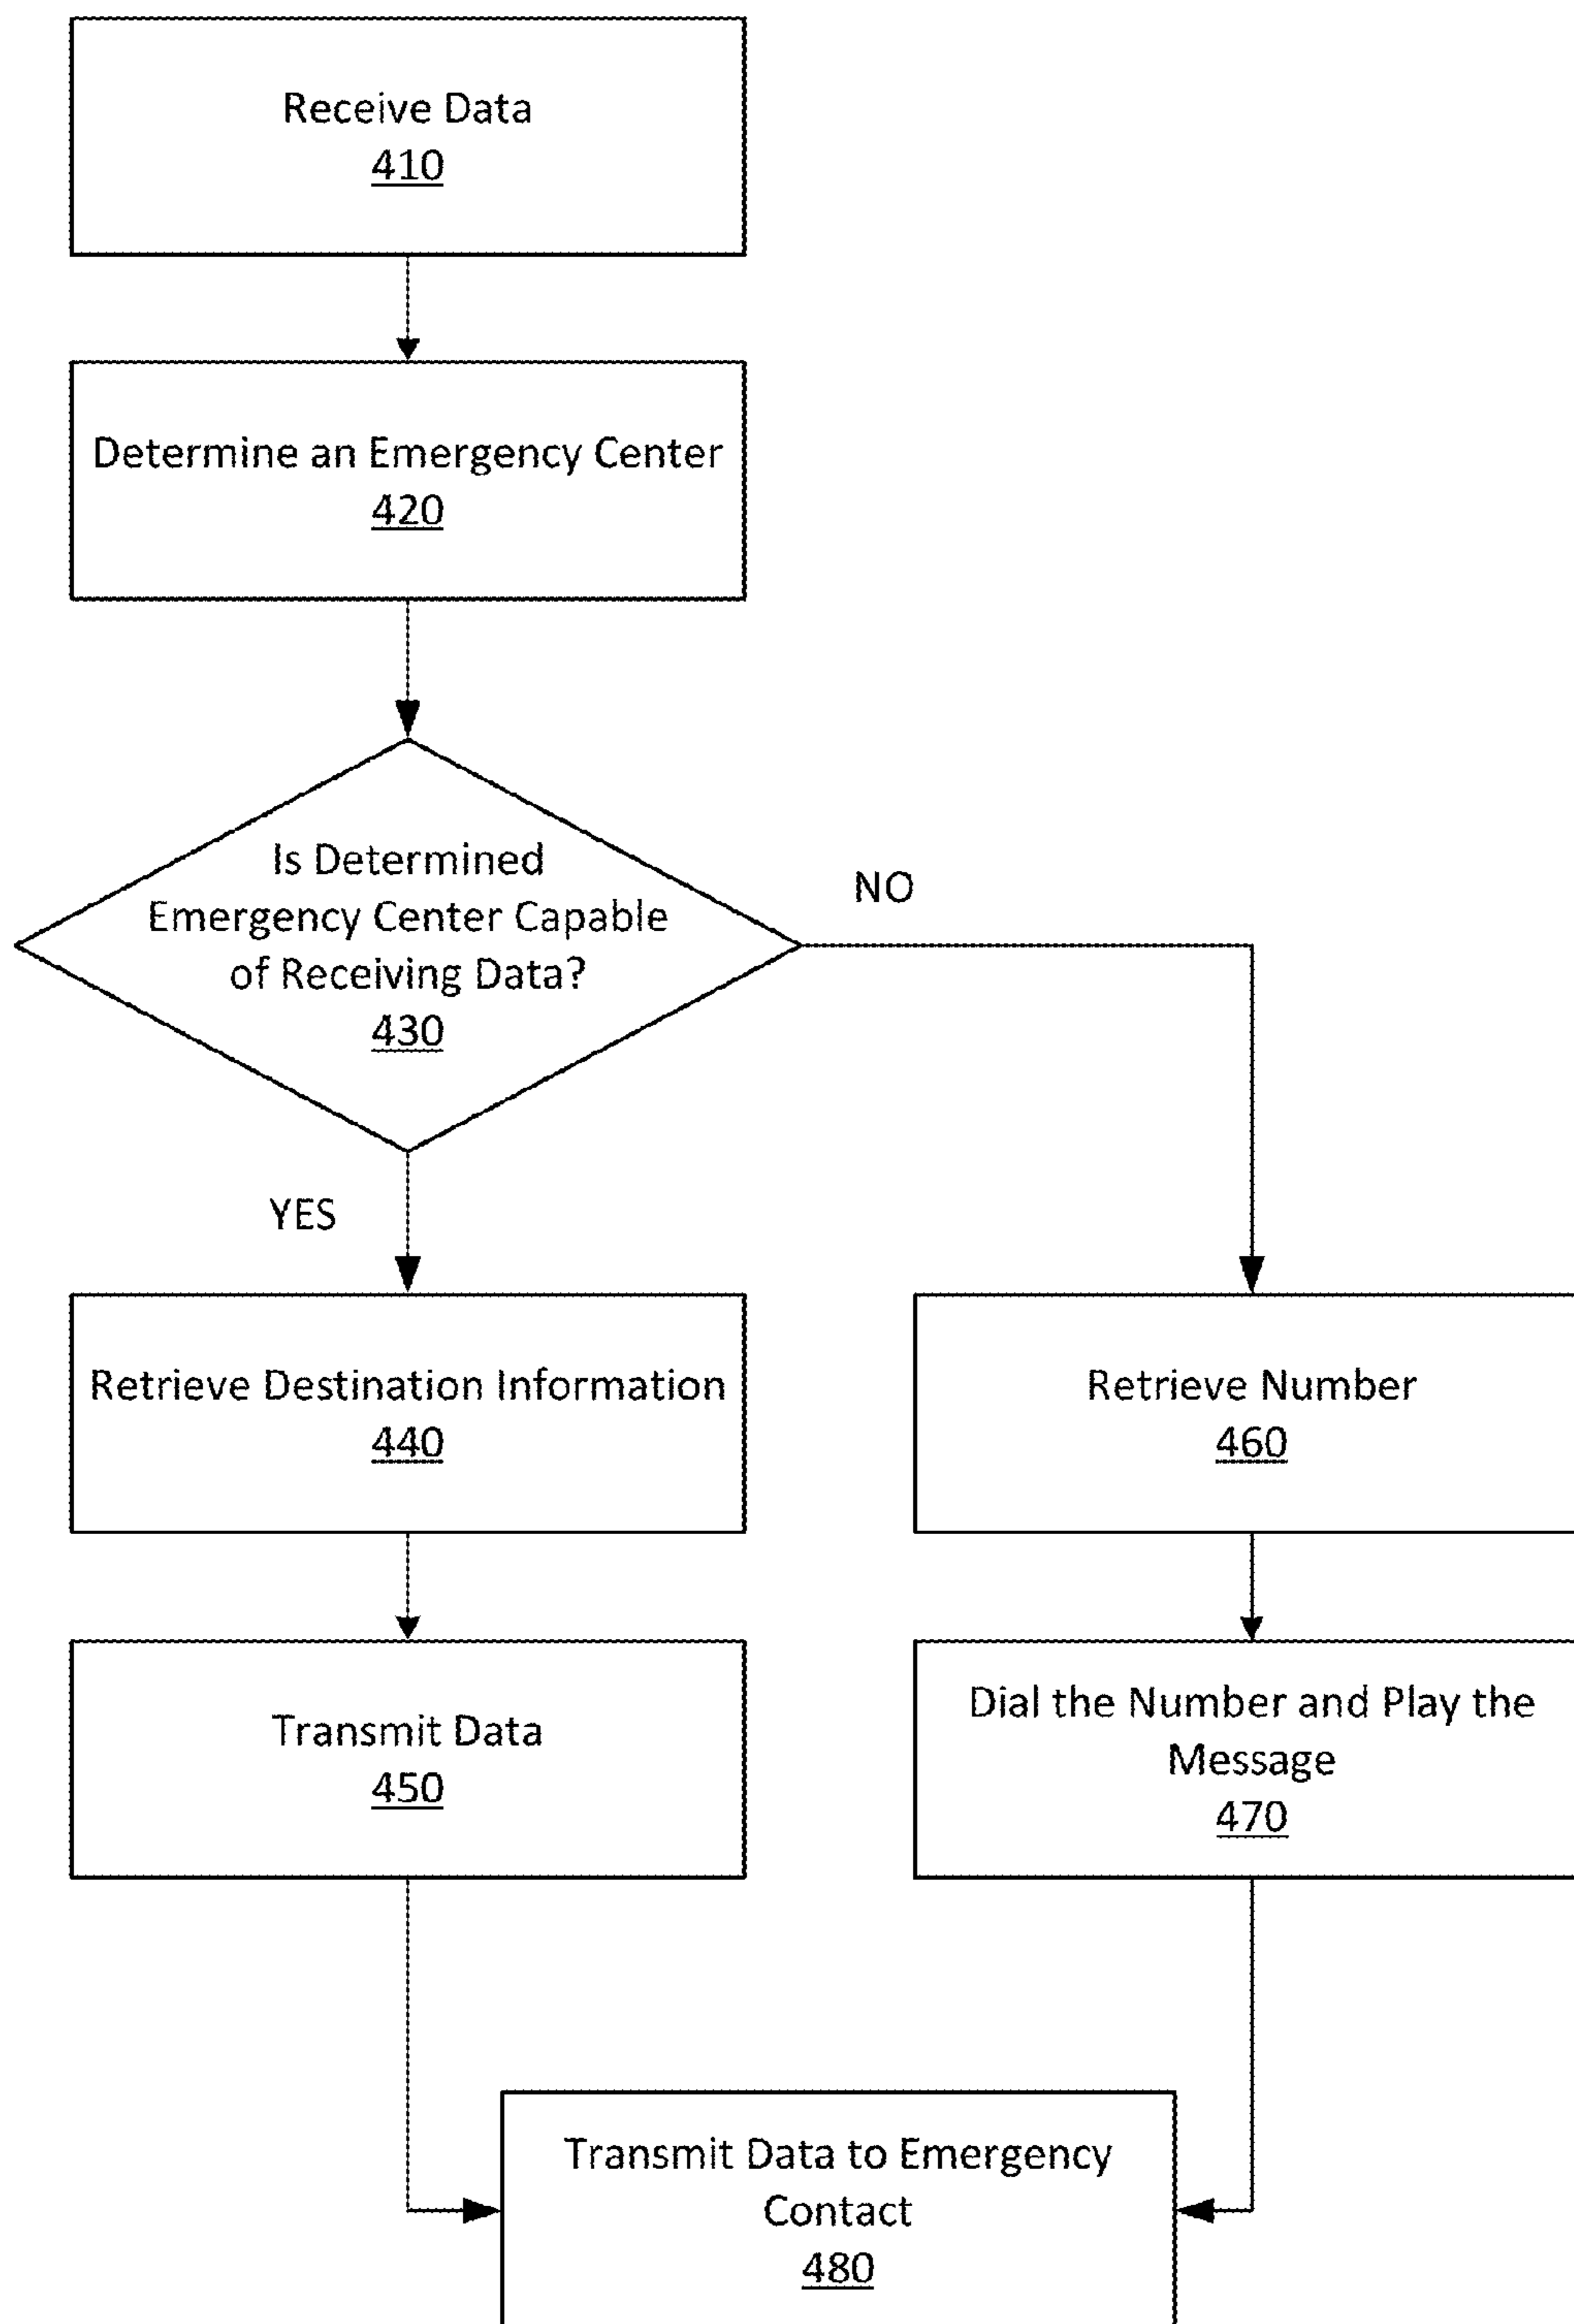 Receive Data
410
Determine an Emergency Center
420
Is Determined
Emergency Center Capable
of Receiving Data?
430
NO
YES
Retrieve Destination Information
440
Retrieve Number
460
Transmit Data
450
Dial the Number and Play the
Message
470
Transmit Data to Emergency
Contact
480